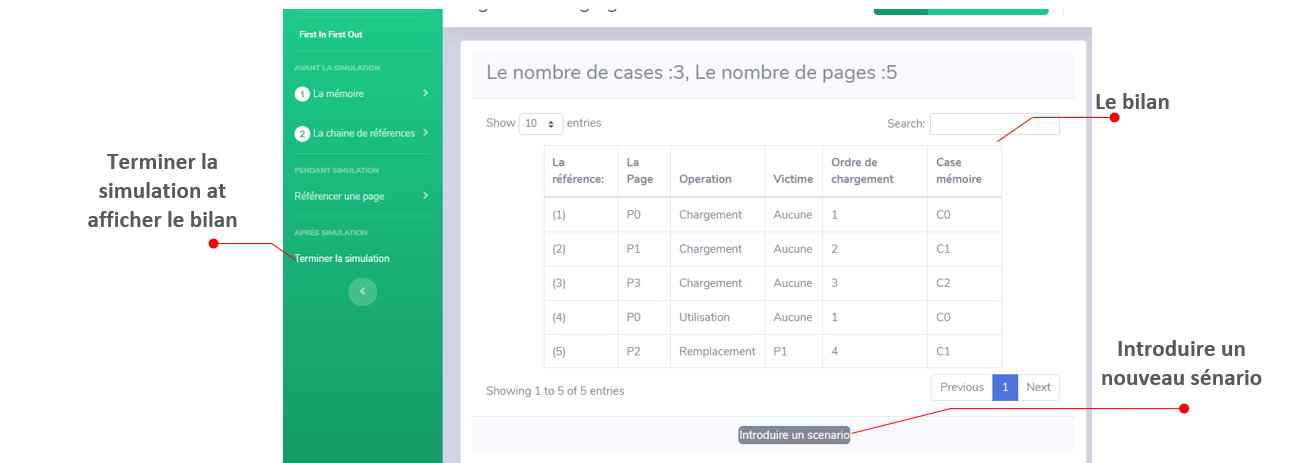 First In First Out
AVANT LA SIMULATION
1 La mémoire
2 La chaine de références
PENDANT SIMULATION
Référencer une page
APRÉS SIMULATION
Terminer la simulation
Terminer la
simulation at
afficher le bilan
Le nombre de cases :3, Le nombre de pages :5
Show 10 entries
Search:
La référence: La Page Operation Victime Ordre de chargement Case mémoire
(1) P0 Chargement Aucune 1 C0
(2) P1 Chargement Aucune 2 C1
(3) P3 Chargement Aucune 3 C2
(4) P0 Utilisation Aucune 1 C0
(5) P2 Remplacement P1 4 C1
Showing 1 to 5 of 5 entries
Previous 1 Next
Introduire un scenario
Le bilan
Introduire un
nouveau sénario